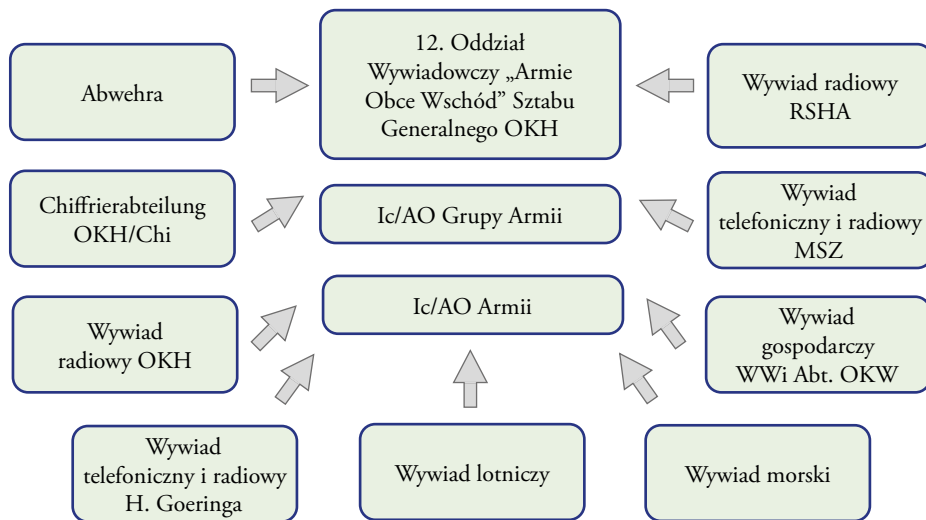 Abwehra
12. Oddział
Wywiadowczy „Armie
Obce Wschód” Sztabu
Generalnego OKH
Wywiad radiowy
RSHA
Chiffrierabteilung
OKH/Chi
Ic/AO Grupy Armii
Wywiad
telefoniczny i radiowy
MSZ
Ic/AO Armii
Wywiad
radiowy OKH
Wywiad
gospodarczy
WWi Abt. OKW
Wywiad
telefoniczny i radiowy
H. Goeringa
Wywiad lotniczy
Wywiad morski